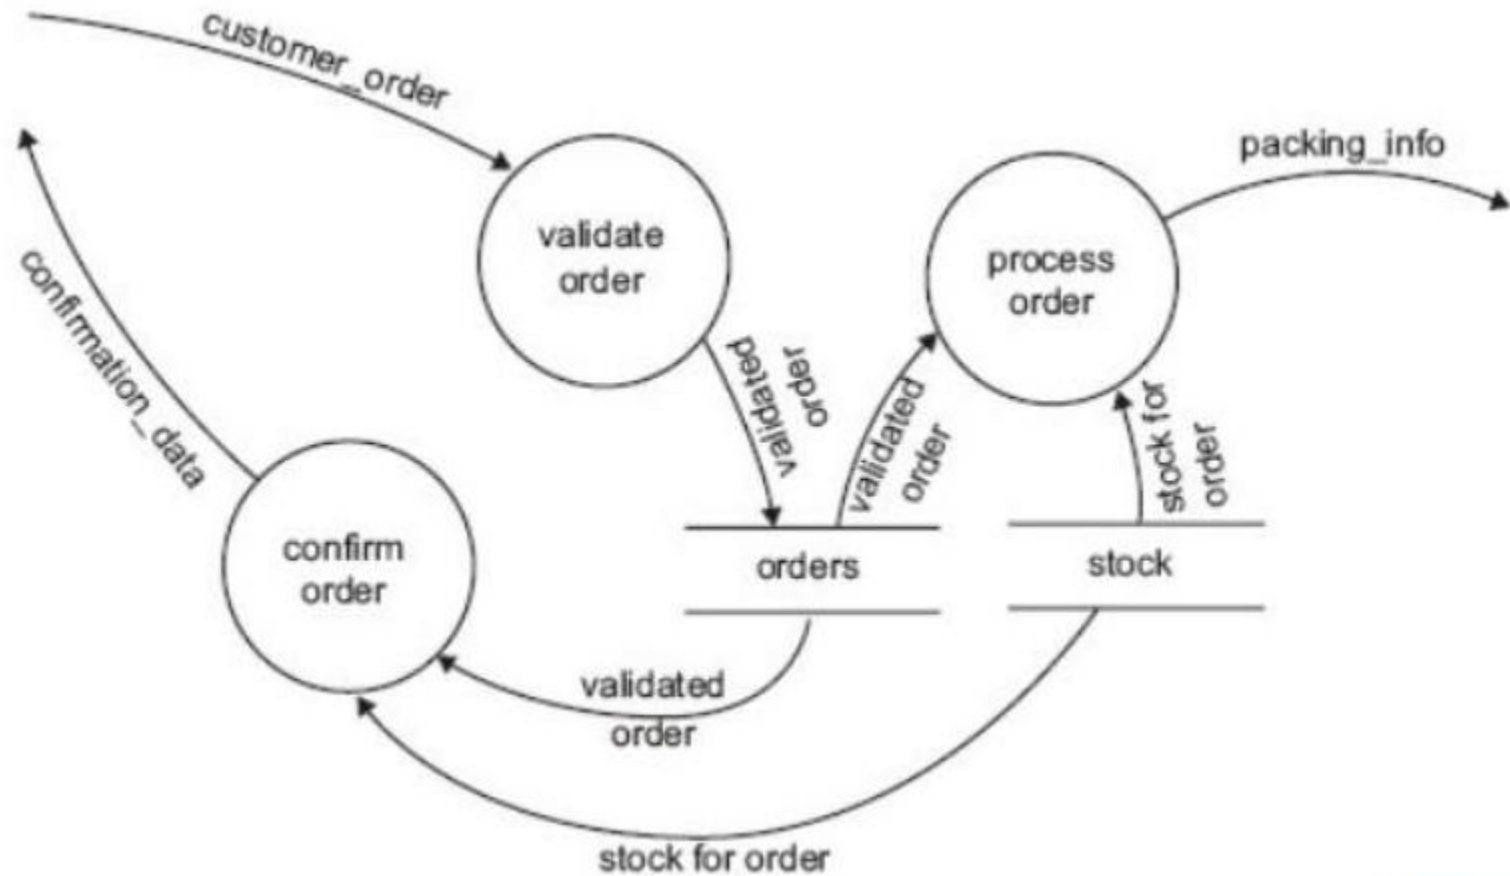 customer_order
packing_info
validate
order
process
order
confirmation_data
validated
order
validated
order
stock for
order
confirm
order
orders
stock
validated
order
stock for order